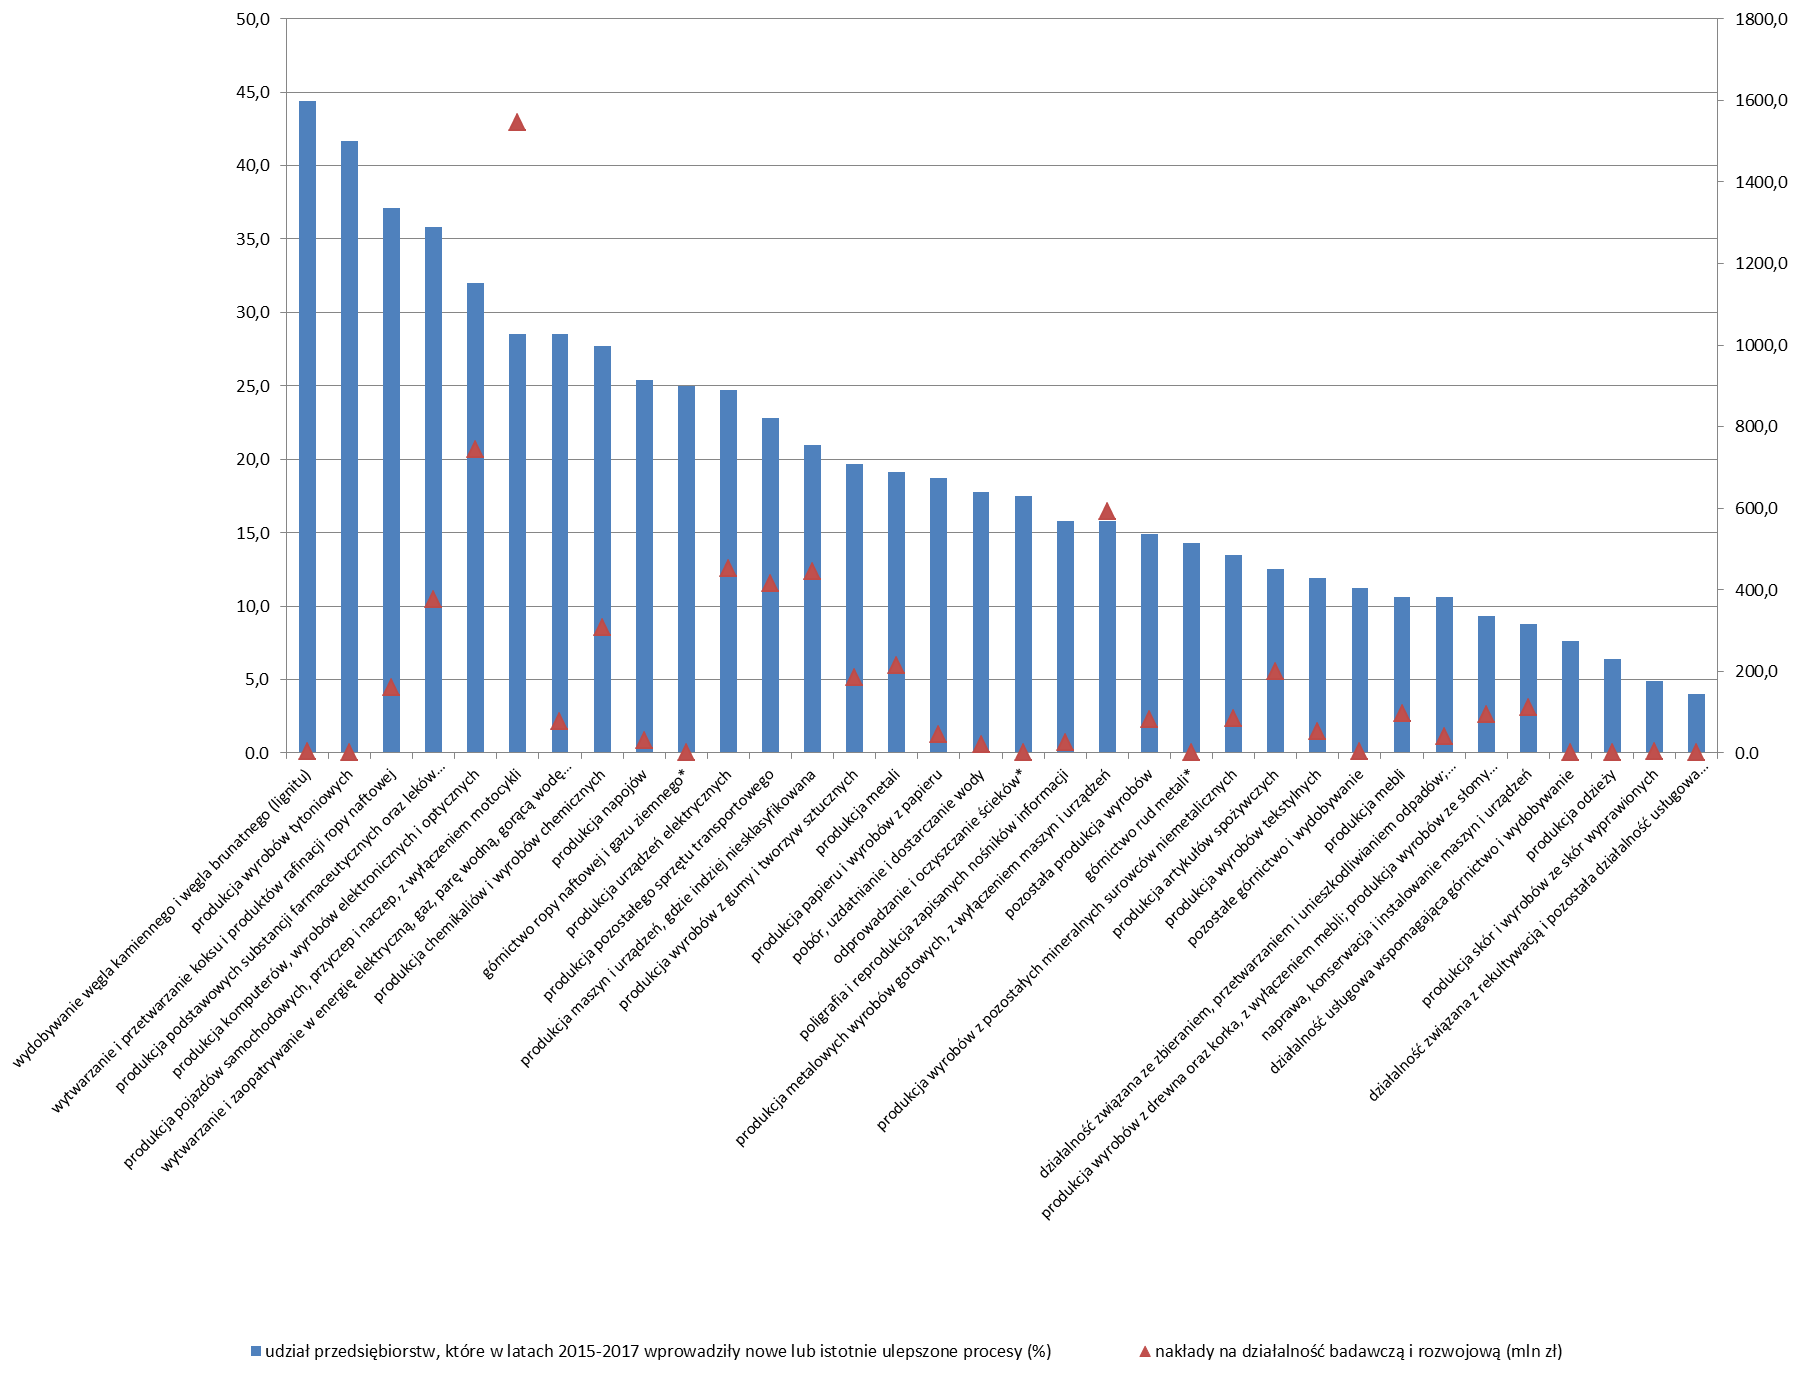 50,0
45,0
40,0
35,0
30,0
25,0
20,0
15,0
10,0
5,0
0.0
1800,0
1600,0
1400,0
1200,0
1000,0
800,0
600,0
400,0
200,0
0.0
wydobywanie węgla kamiennego i węgla brunatnego (lignitu)
produkcja wyrobów tytoniowych
wytwarzanie i przetwarzanie koksu i produktów rafinacji ropy naftowej
produkcja podstawowych substancji farmaceutycznych oraz leków...
produkcja komputerów, wyrobów elektronicznych i optycznych
produkcja pojazdów samochodowych, przyczep i naczep, z wyłączeniem motocykli
wytwarzanie i zaopatrywanie w energię elektryczną, gaz, parę wodną, gorącą wodę...
produkcja chemikaliów i wyrobów chemicznych
produkcja napojów
górnictwo ropy naftowej i gazu ziemnego*
produkcja urządzeń elektrycznych
produkcja pozostałego sprzętu transportowego
produkcja maszyn i urządzeń, gdzie indziej niesklasyfikowana
produkcja wyrobów z gumy i tworzyw sztucznych
produkcja metali
produkcja papieru i wyrobów z papieru
pobór, uzdatnianie i dostarczanie wody
odprowadzanie i oczyszczanie ścieków*
poligrafia i reprodukcja zapisanych nośników informacji
produkcja metalowych wyrobów gotowych, z wyłączeniem maszyn i urządzeń
pozostała produkcja wyrobów
górnictwo rud metali*
produkcja wyrobów z pozostałych mineralnych surowców niemetalicznych
produkcja artykułów spożywczych
produkcja wyrobów tekstylnych
pozostałe górnictwo i wydobywanie
produkcja mebli
działalność związana ze zbieraniem, przetwarzaniem i unieszkodliwianiem odpadów;...
produkcja wyrobów z drewna oraz korka, z wyłączeniem mebli; produkcja wyrobów ze słomy...
naprawa, konserwacja i instalowanie maszyn i urządzeń
działalność usługowa wspomagająca górnictwo i wydobywanie
produkcja odzieży
produkcja skór i wyrobów ze skór wyprawionych
działalność związana z rekultywacją i pozostała działalność usługowa...
udział przedsiębiorstw, które w latach 2015-2017 wprowadziły nowe lub istotnie ulepszone procesy (%)
nakłady na działalność badawczą i rozwojową (mln zł)